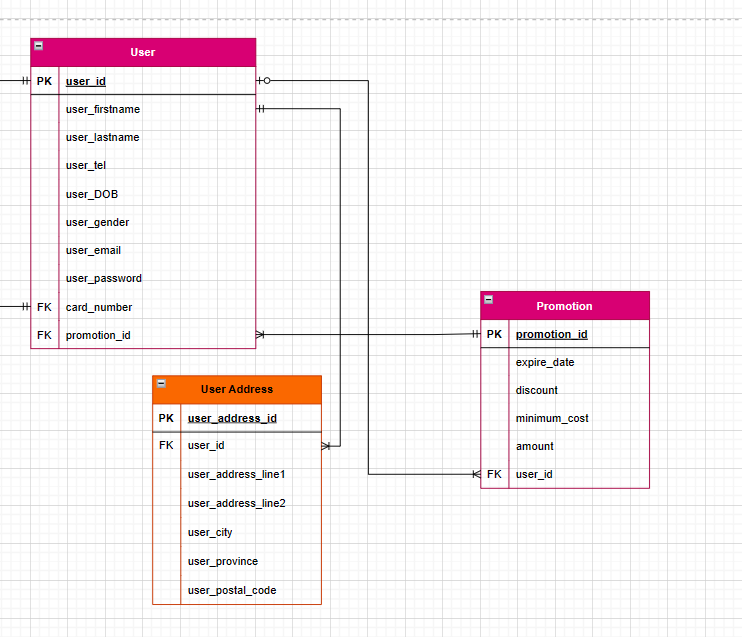 User
PK user_id
user_firstname
user_lastname
user_tel
user_DOB
user_gender
user_email
user_password
FK card_number
FK promotion_id
User Address
PK user_address_id
FK user_id
user_address_line1
user_address_line2
user_city
user_province
user_postal_code
Promotion
PK promotion_id
expire_date
discount
minimum_cost
amount
FK user_id